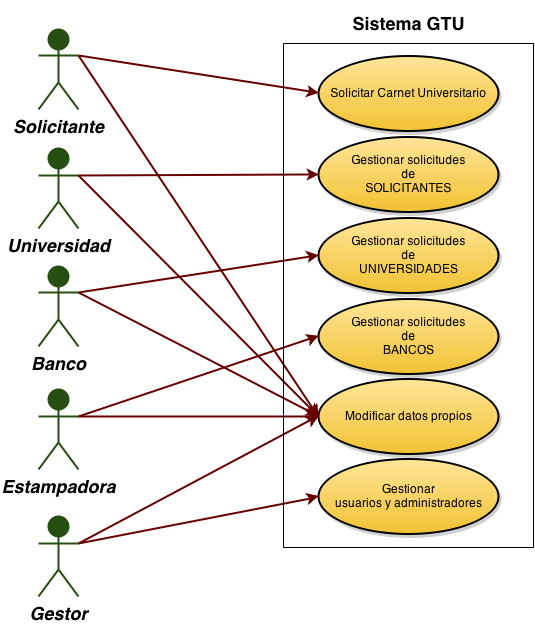 Sistema GTU
Solicitante
Solicitar Carnet Universitario
Universidad
Gestionar solicitudes
de
SOLICITANTES
Banco
Gestionar solicitudes
de
UNIVERSIDADES
Estampadora
Gestionar solicitudes
de
BANCOS
Modificar datos propios
Gestor
Gestionar
usuarios y administradores